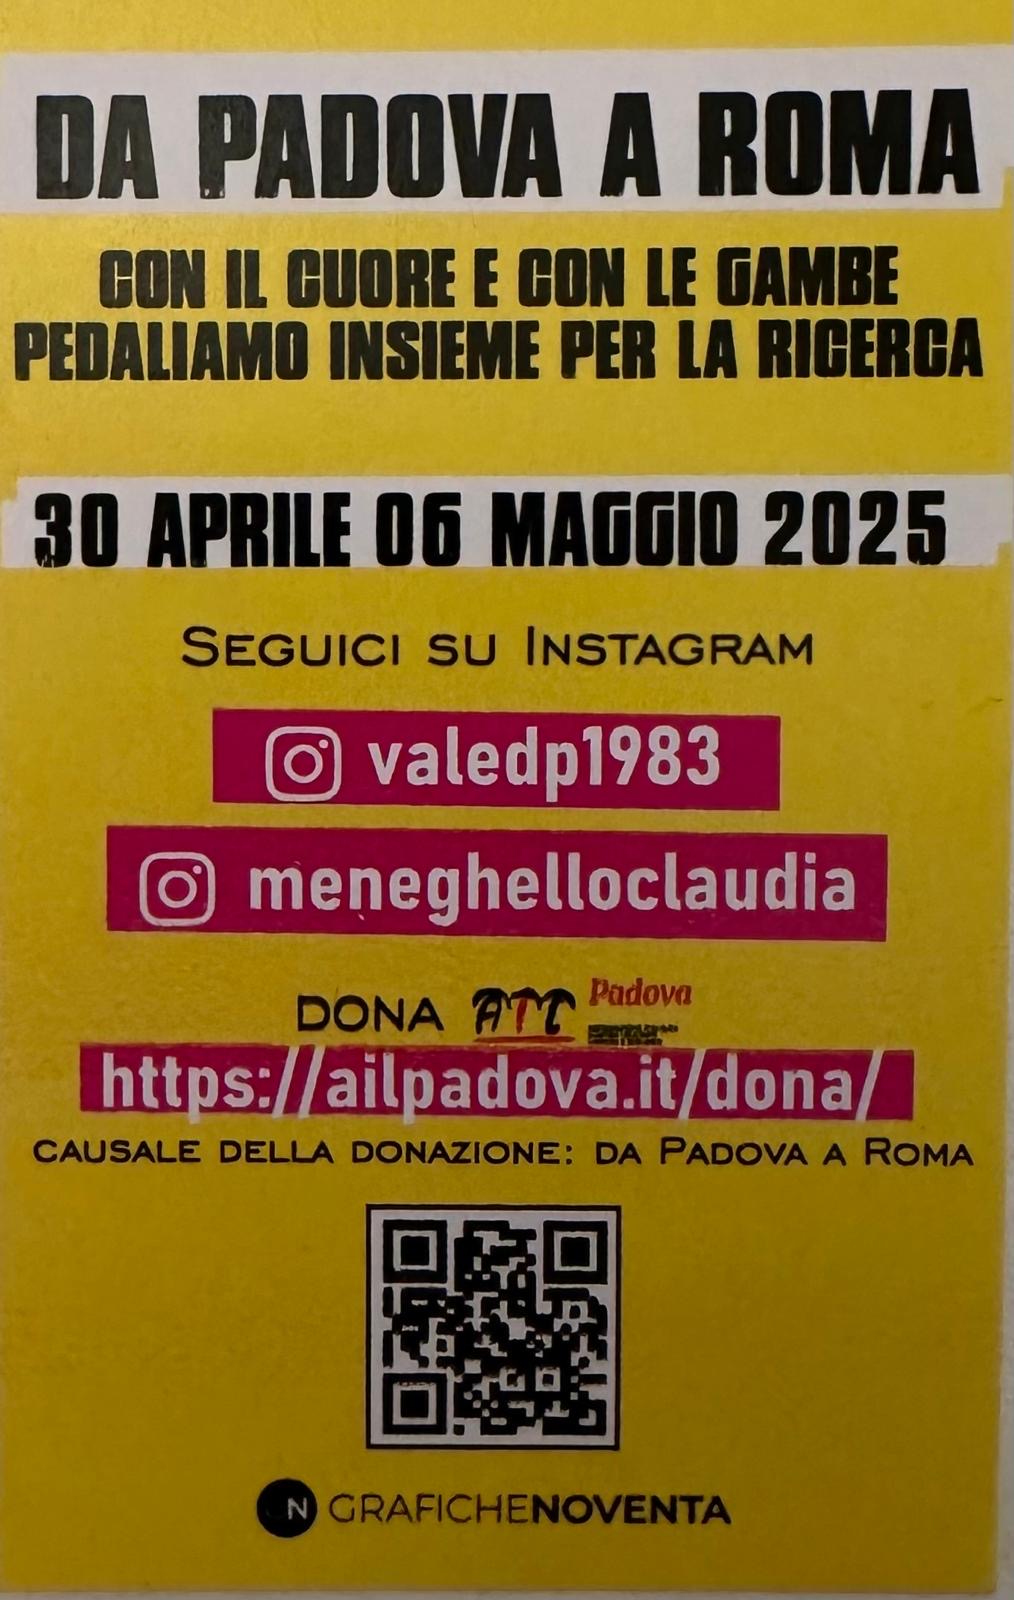 DA PADOVA A ROMA
CON IL CUORE E CON LE GAMBE
PEDALIAMO INSIEME PER LA RICERCA
30 APRILE 06 MAGGIO 2025
SEGUICI SU INSTAGRAM
valedp1983
meneghelloclaudia
DONA AIL Padova
https://ailpadova.it/dona/
CAUSALE DELLA DONAZIONE: DA PADOVA A ROMA
GN GRAFICHENOVENTA